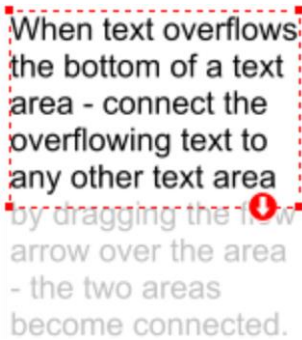 When text overflows
the bottom of a text
area - connect the
overflowing text to
any other text area
by dragging the flow
arrow over the area
- the two areas
become connected.